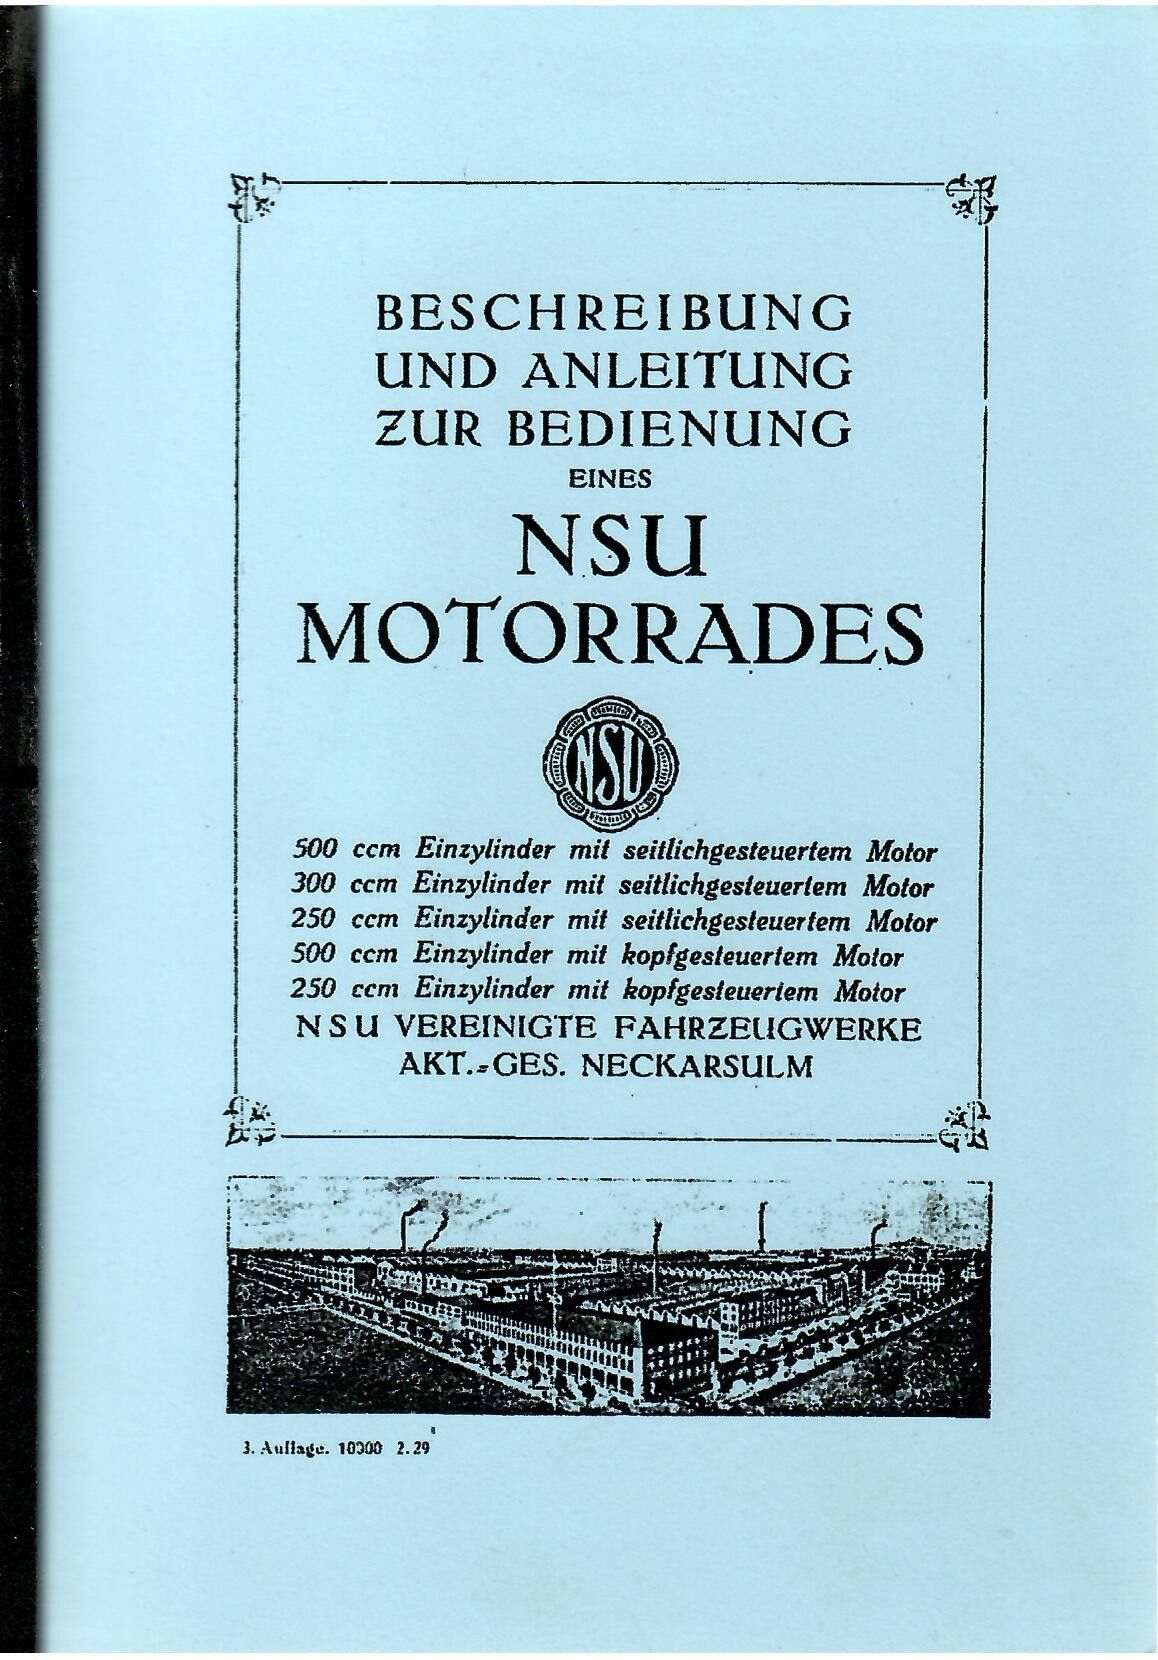 BESCHREIBUNG
UND ANLEITUNG
ZUR BEDIENUNG
EINES
NSU
MOTORRADES
NSU
500 ccm Einzylinder mit seitlichgesteuertem Motor
300 ccm Einzylinder mit seitlichgesteuertem Motor
250 ccm Einzylinder mit seitlichgesteuertem Motor
500 ccm Einzylinder mit kopfgesteuertem Motor
250 ccm Einzylinder mit kopfgesteuertem Motor
NSU VEREINIGTE FAHRZEUGWERKE
AKT.-GES. NECKARSULM
3. Auflage. 10000 2.29